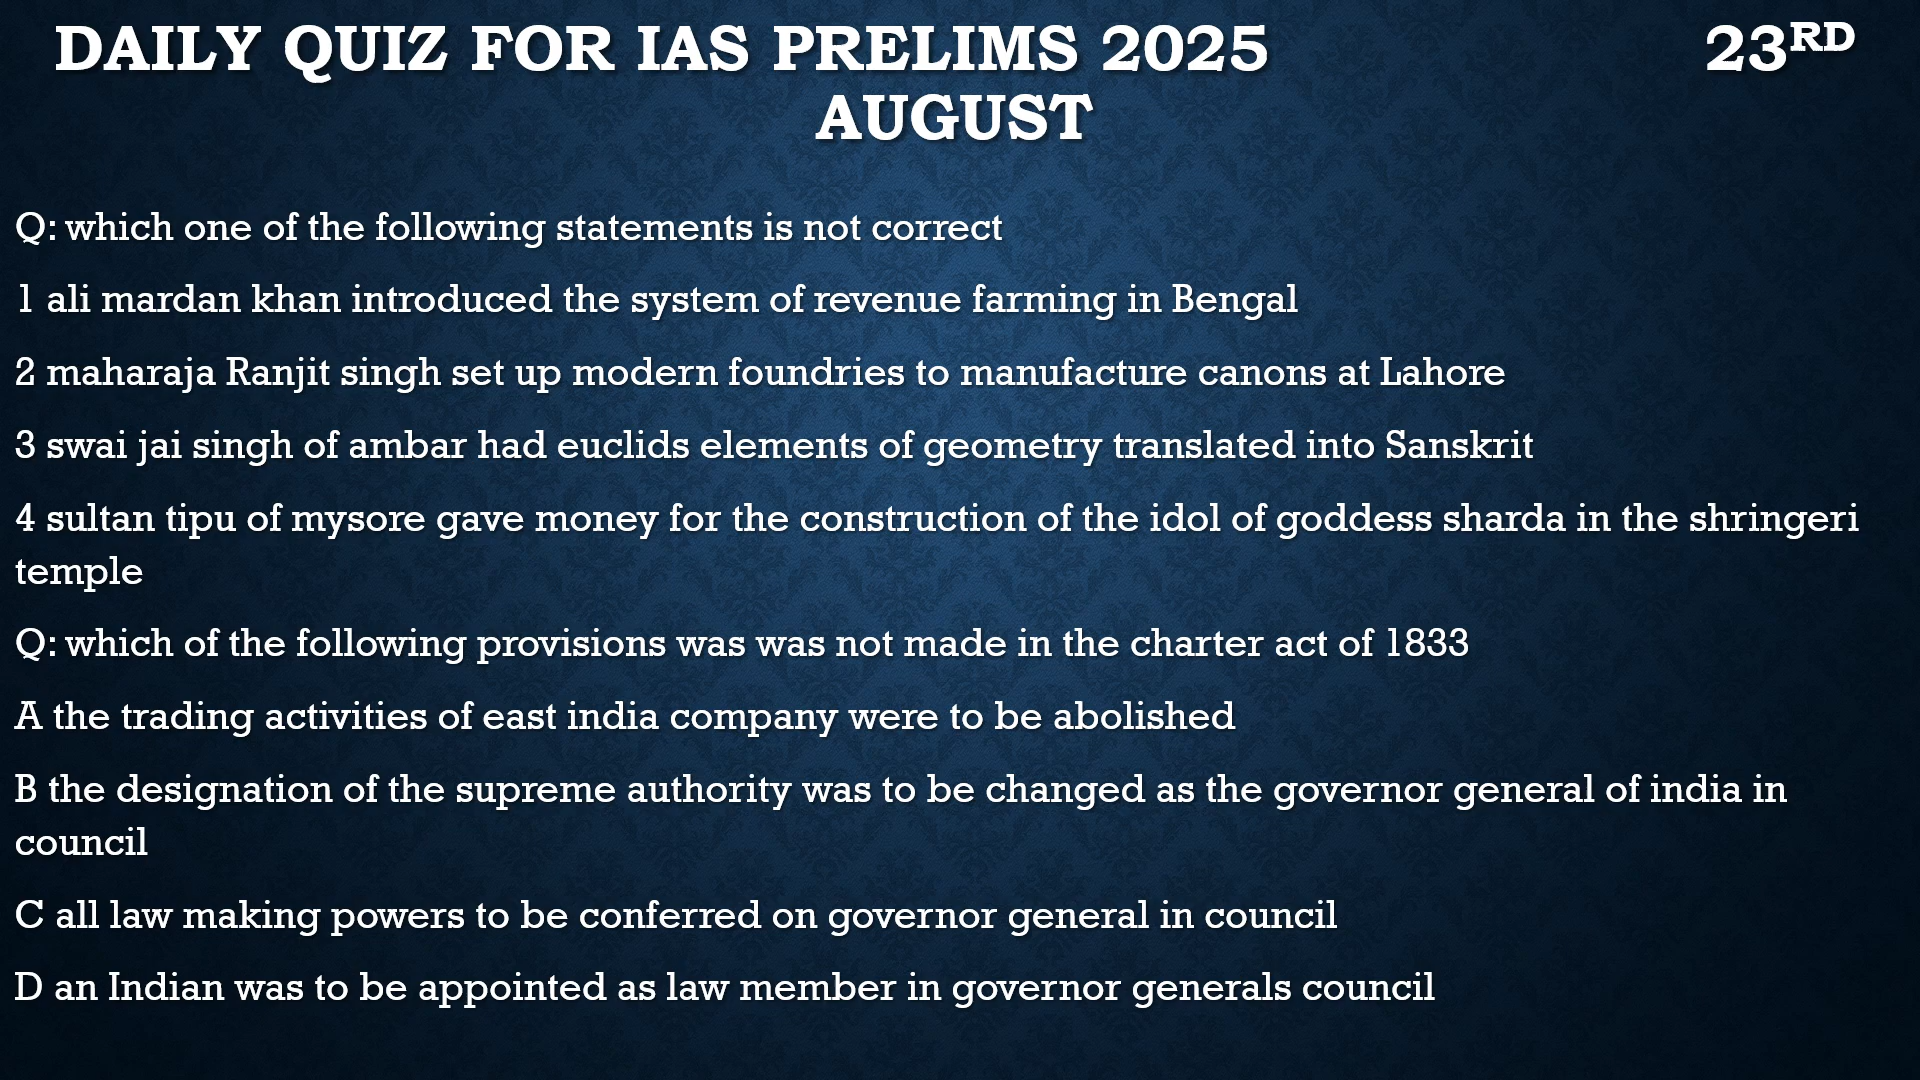 DAILY QUIZ FOR IAS PRELIMS 2025 23RD
AUGUST
Q: which one of the following statements is not correct
1 ali mardan khan introduced the system of revenue farming in Bengal
2 maharaja Ranjit singh set up modern foundries to manufacture canons at Lahore
3 swai jai singh of ambar had euclids elements of geometry translated into Sanskrit
4 sultan tipu of mysore gave money for the construction of the idol of goddess sharda in the shringeri
temple
Q: which of the following provisions was was not made in the charter act of 1833
A the trading activities of east india company were to be abolished
B the designation of the supreme authority was to be changed as the governor general of india in
council
C all law making powers to be conferred on governor general in council
D an Indian was to be appointed as law member in governor generals council